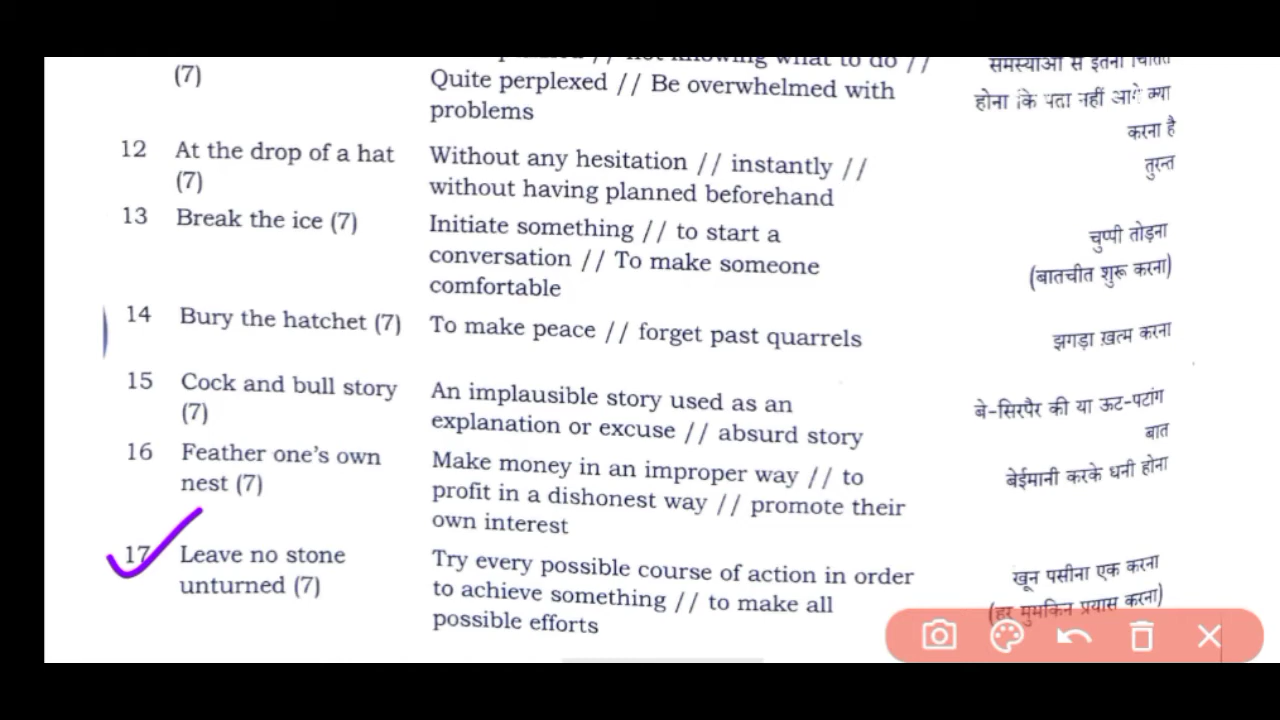 not knowing what to do //
समस्याओं से इतना चिंतित
(7)
Quite perplexed // Be overwhelmed with
problems
होना कि पता नहीं आगे क्या
करना है
12 At the drop of a hat
(7)
Without any hesitation // instantly //
without having planned beforehand
तुरन्त
13 Break the ice (7)
Initiate something // to start a
conversation // To make someone
comfortable
चुप्पी तोड़ना
(बातचीत शुरू करना)
14 Bury the hatchet (7)
To make peace // forget past quarrels
झगड़ा ख़त्म करना
15 Cock and bull story
(7)
An implausible story used as an
explanation or excuse // absurd story
बे-सिरपैर की या ऊट-पटांग
बात
16 Feather one's own
nest (7)
Make money in an improper way // to
profit in a dishonest way // promote their
own interest
बेईमानी करके धनी होना
17 Leave no stone
unturned (7)
Try every possible course of action in order
to achieve something // to make all
possible efforts
खून पसीना एक करना
(हर मुमकिन प्रयास करना)